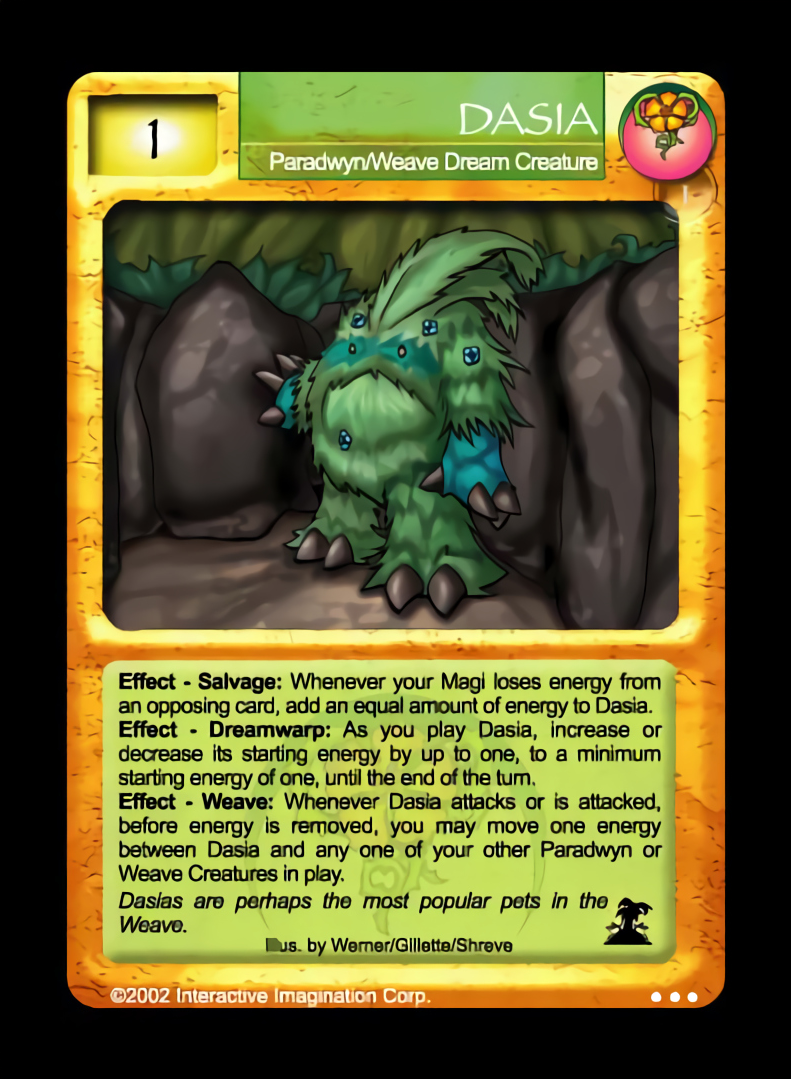 1
DASIA
Paradwyn/Weave Dream Creature
1
Effect - Salvage: Whenever your Magi loses energy from
an opposing card, add an equal amount of energy to Dasia.
Effect - Dreamwarp: As you play Dasia, increase or
decrease its starting energy by up to one, to a minimum
starting energy of one, until the end of the turn.
Effect - Weave: Whenever Dasia attacks or is attacked,
before energy is removed, you may move one energy
between Dasia and any one of your other Paradwyn or
Weave Creatures in play.
Dasias are perhaps the most popular pets in the
Weave.
Illus. by Werner/Gillette/Shreve
©2002 Interactive Imagination Corp.